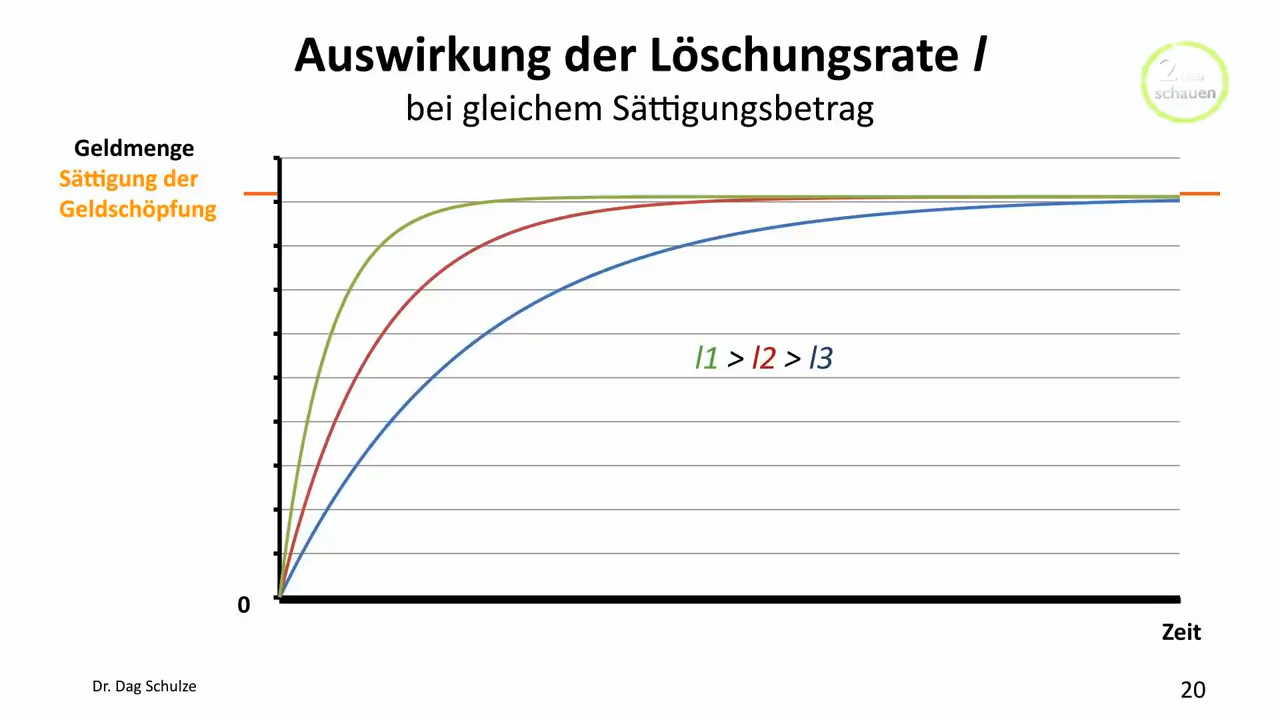 Auswirkung der Löschungsrate l
bei gleichem Sättigungsbetrag
2
schauen
Geldmenge
Sättigung der
Geldschöpfung
l1 > l2 > l3
0
Zeit
Dr. Dag Schulze
20